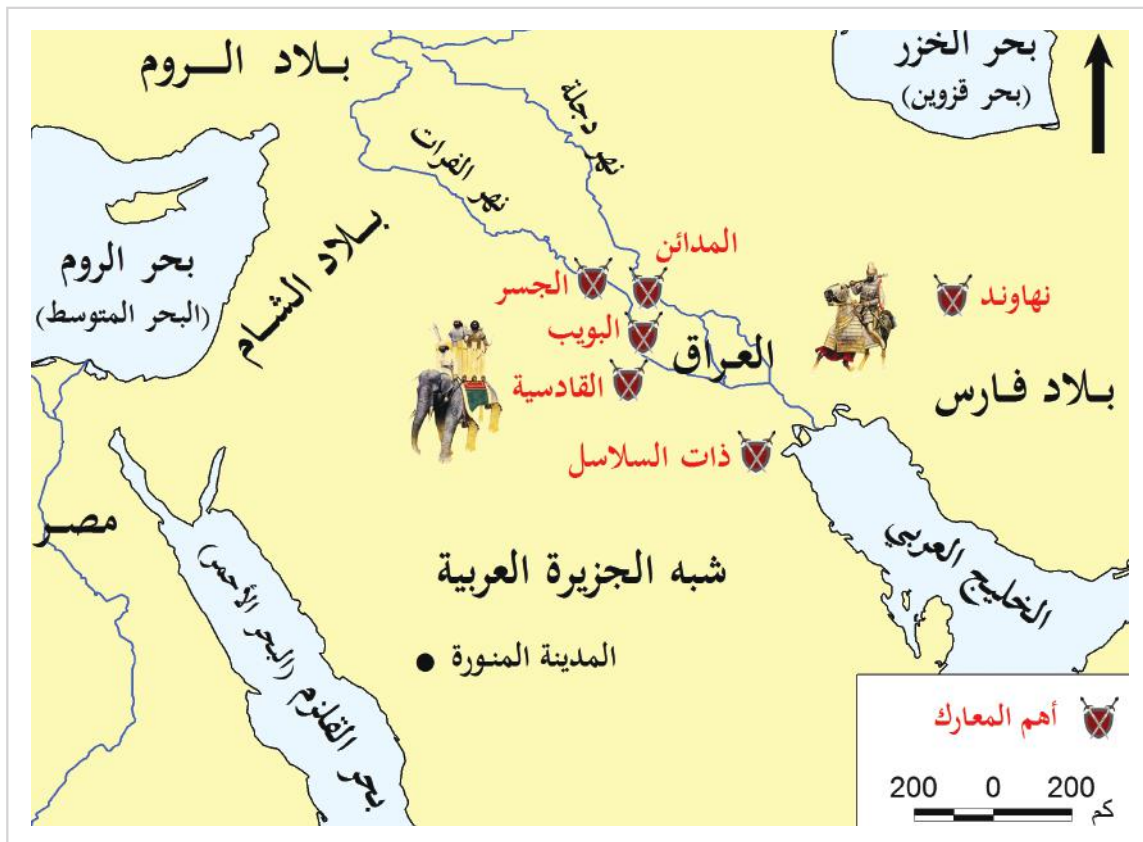 بلاد الروم
بحر الخزر
(بحر قزوين)
نهر دجلة
نهر الفرات
بلاد الشام
بحر الروم
(البحر المتوسط)
المدائن
الجسر
البويب
القادسية
ذات السلاسل
نهاوند
العراق
بلاد فارس
مصر
شبه الجزيرة العربية
الخليج العربي
المدينة المنورة
بحر القلزم (البحر الأحمر)
أهم المعارك
200 0 200
كم